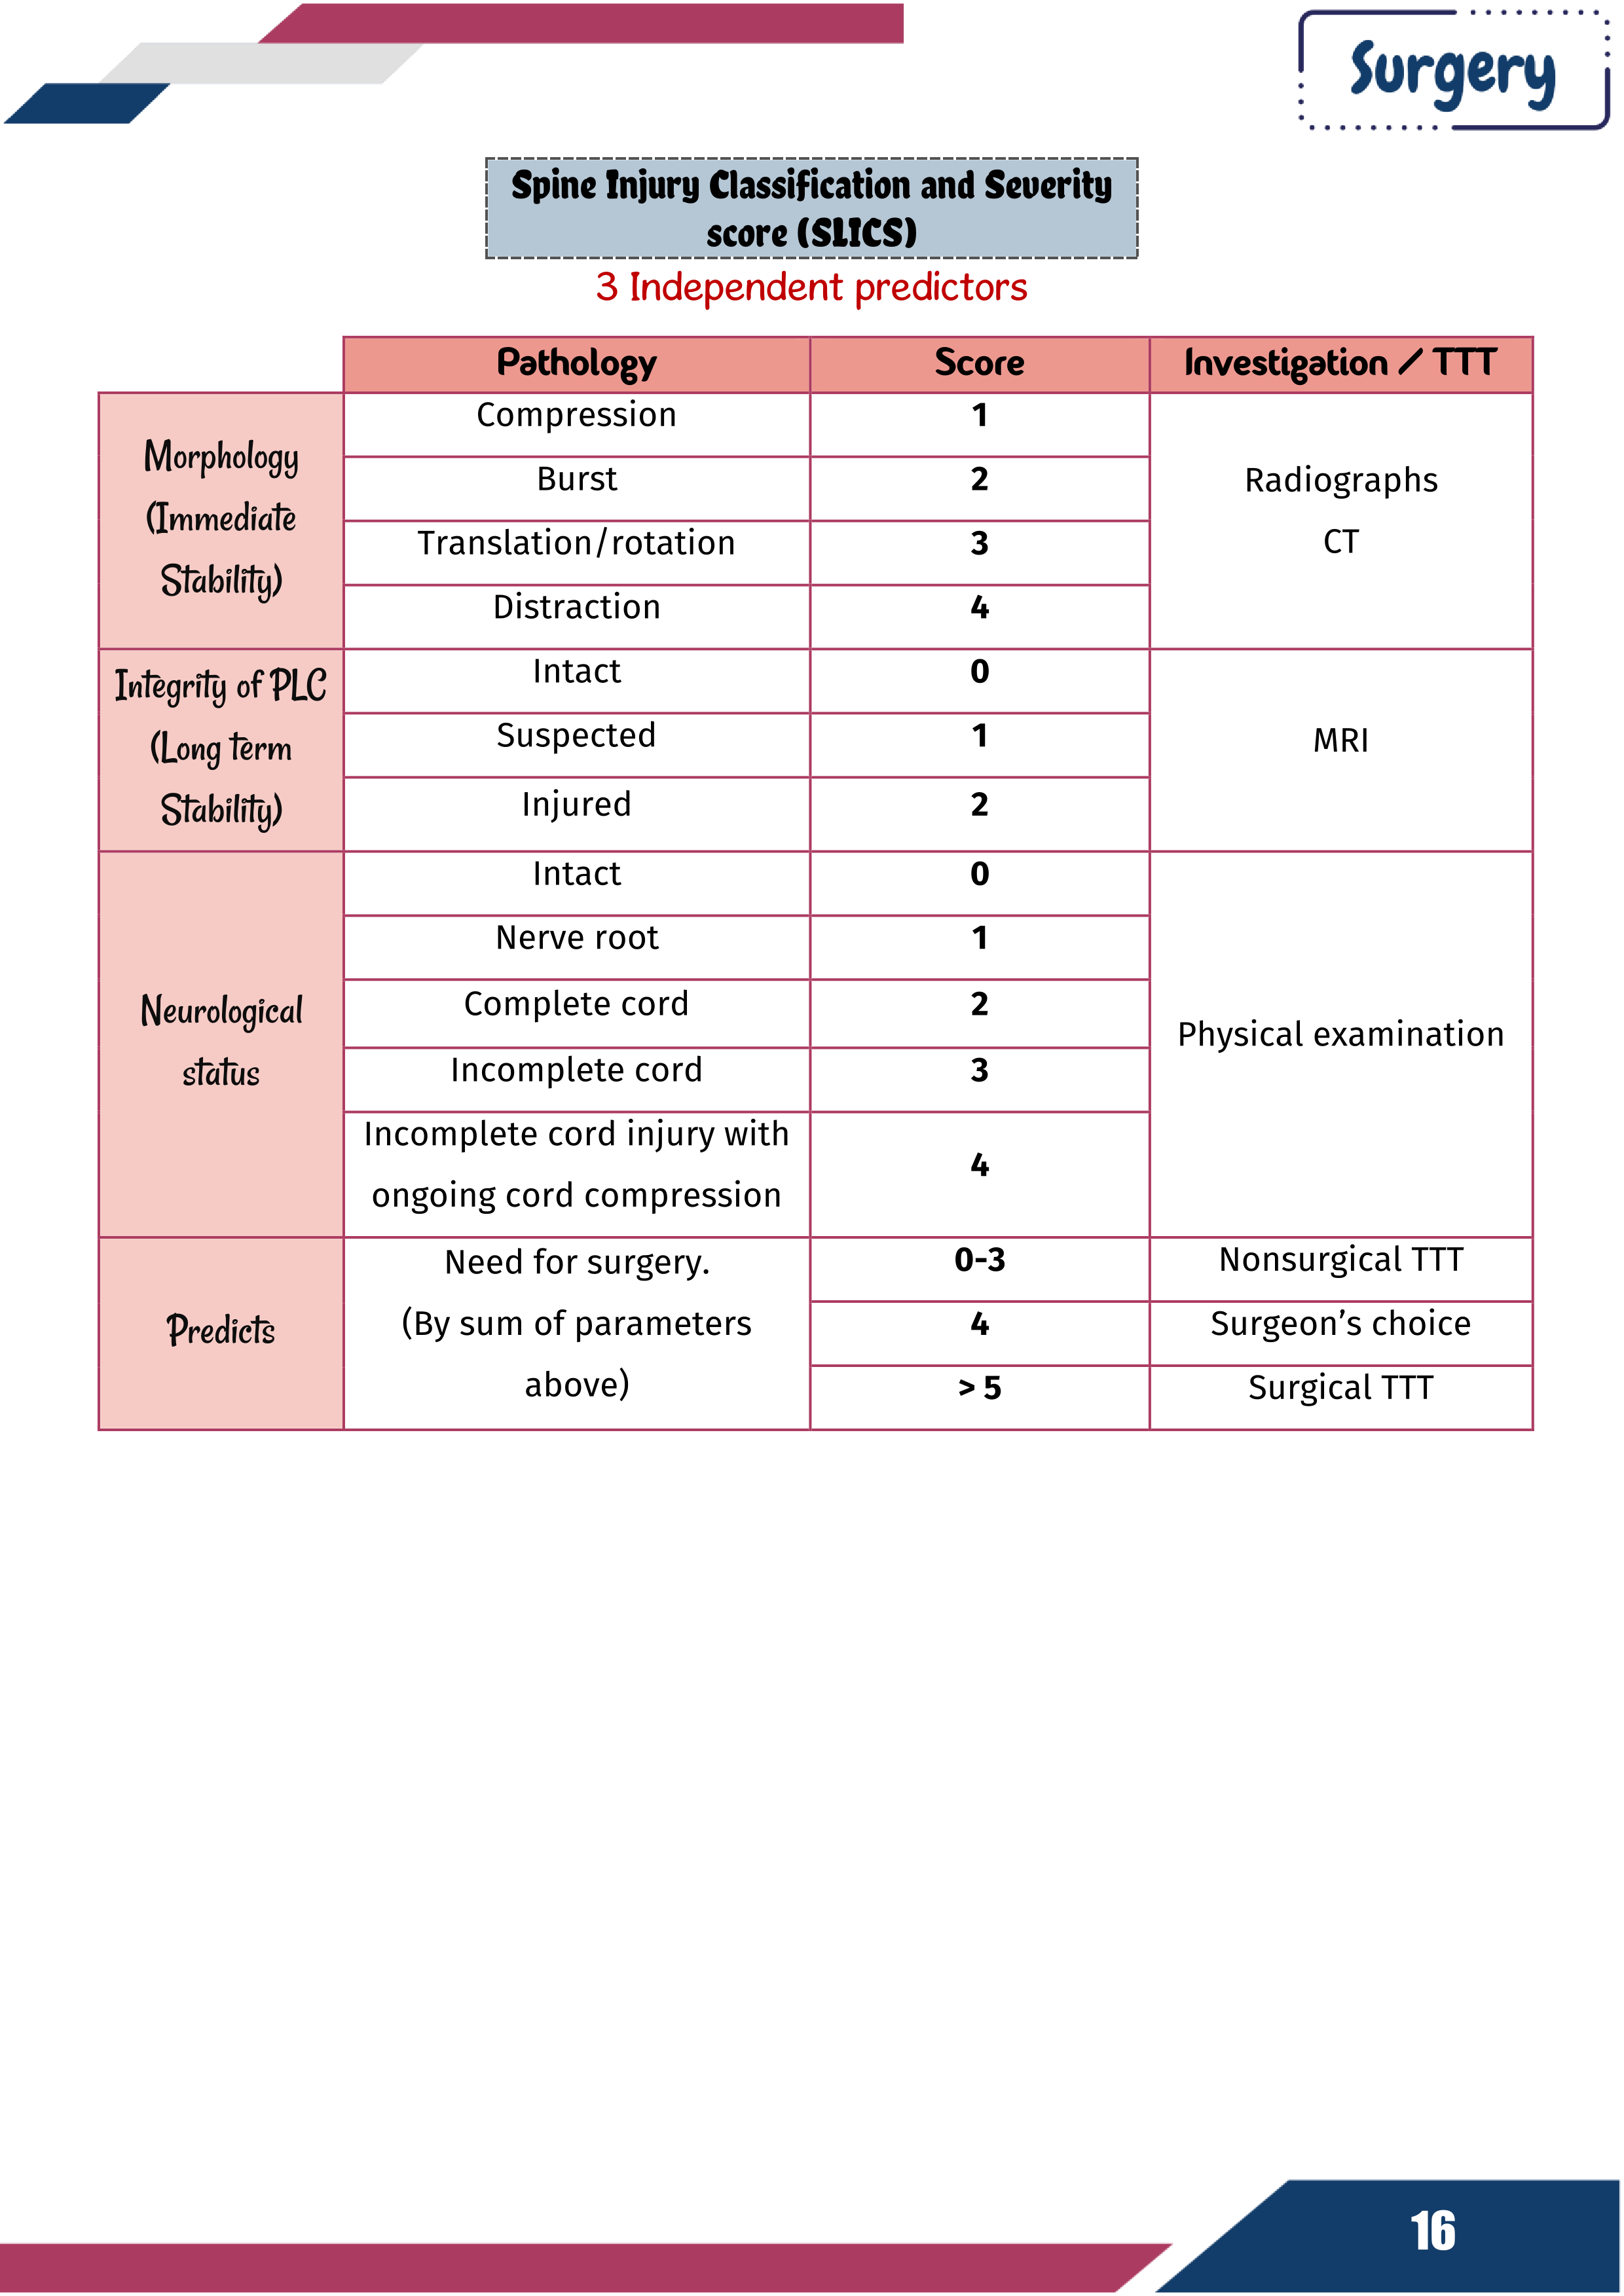 Surgery
Spine Injury Classification and Severity
score (SLICS)
3 Independent predictors
Pathology Score Investigation / TTT
Morphology
(Immediate
Stability)
Compression 1
Burst 2
Translation/rotation 3
Distraction 4
Radiographs
CT
Integrity of PLC
(Long term
Stability)
Intact 0
Suspected 1
Injured 2
MRI
Neurological
status
Intact 0
Nerve root 1
Complete cord 2
Incomplete cord 3
Incomplete cord injury with
ongoing cord compression
4
Physical examination
Predicts
Need for surgery.
(By sum of parameters
above)
0-3 Nonsurgical TTT
4 Surgeon’s choice
> 5 Surgical TTT
16